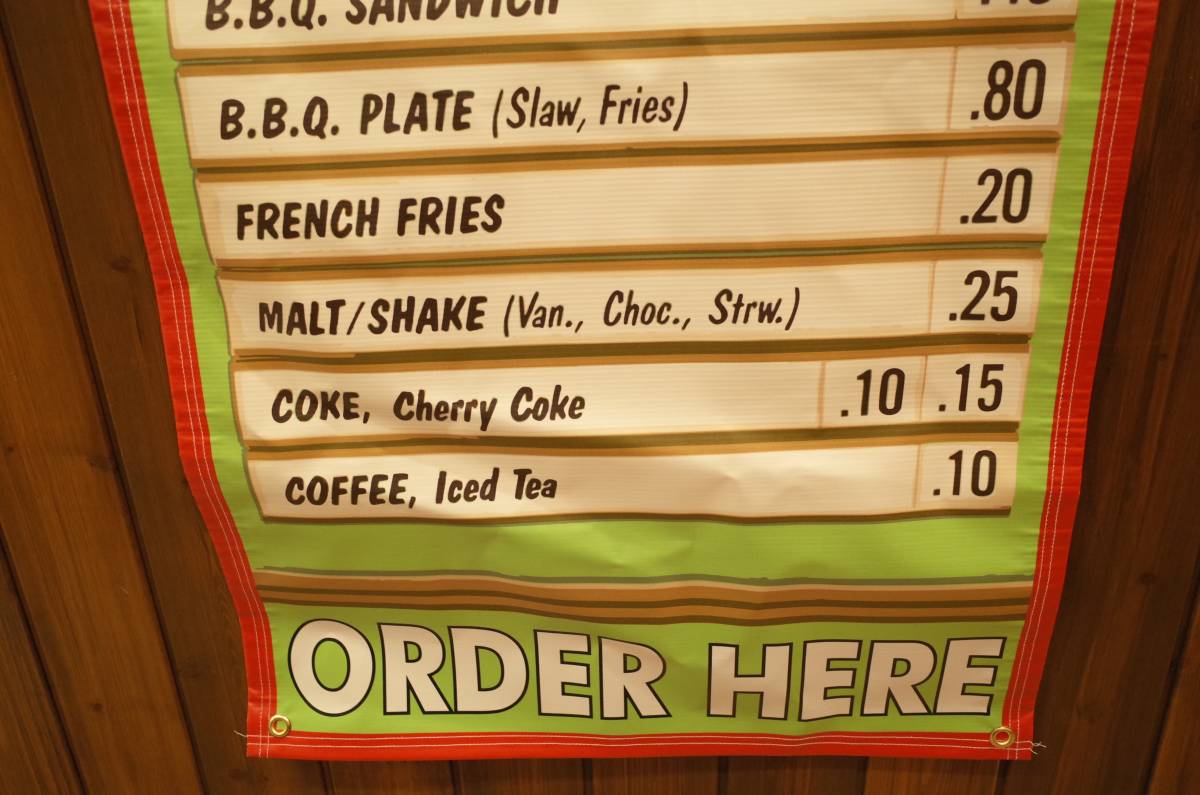 B.B.Q. SANDWICH
B.B.Q. PLATE (Slaw, Fries) .80
FRENCH FRIES .20
MALT/SHAKE (Van., Choc., Strw.) .25
COKE, Cherry Coke .10 .15
COFFEE, Iced Tea .10
ORDER HERE